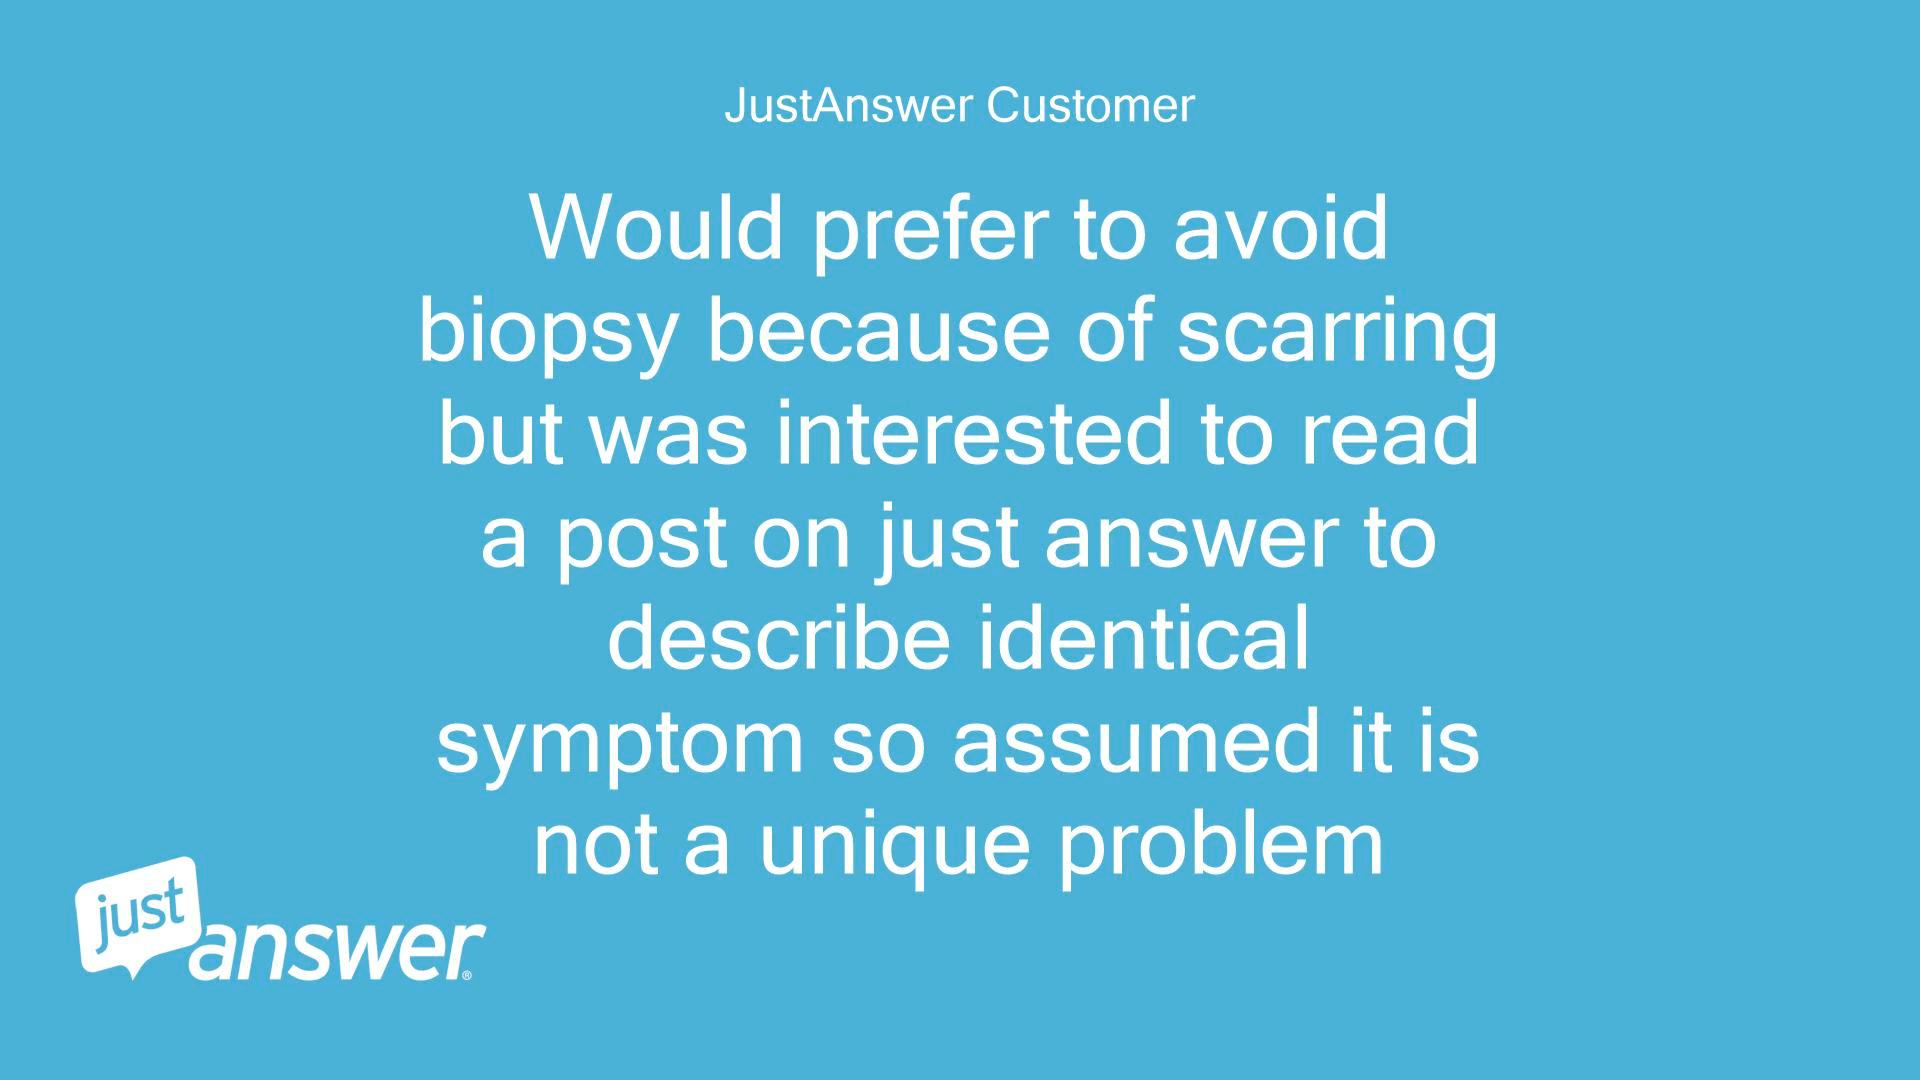 JustAnswer Customer
Would prefer to avoid
biopsy because of scarring
but was interested to read
a post on just answer to
describe identical
symptom so assumed it is
not a unique problem
just
answer®